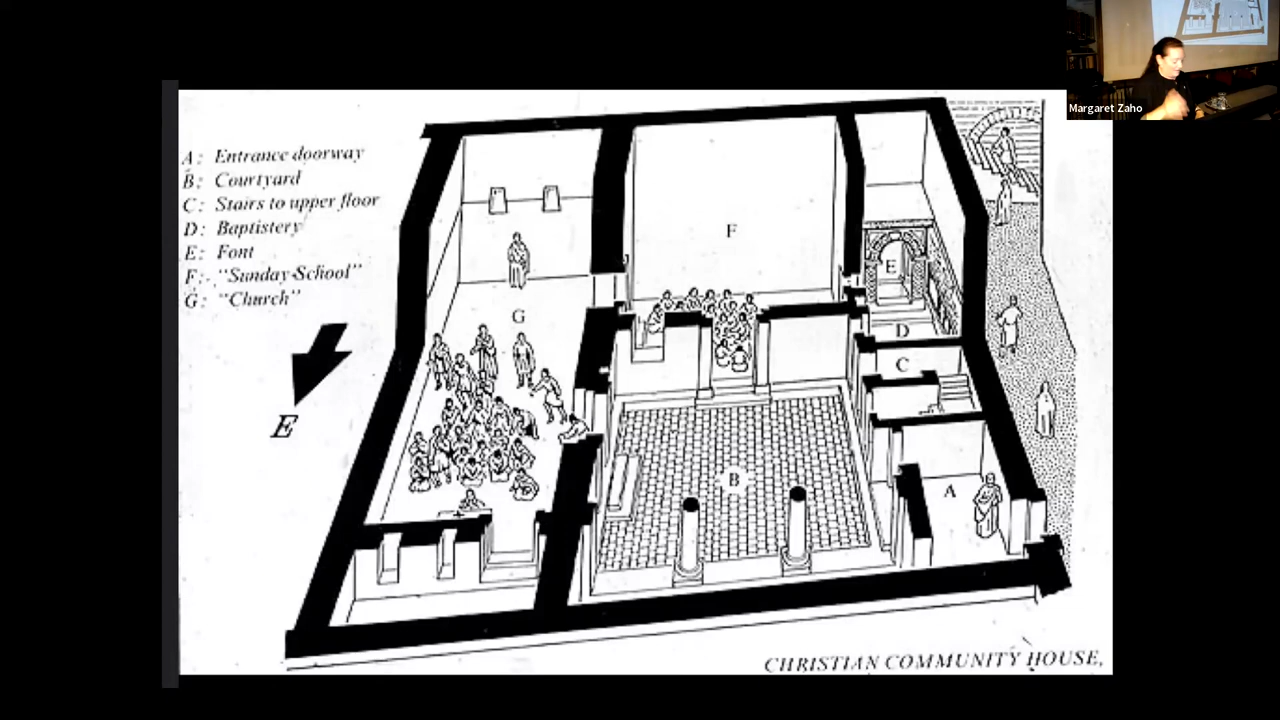 Margaret Zaho
A: Entrance doorway
B: Courtyard
C: Stairs to upper floor
D: Baptistery
E: Font
F: "Sunday-School"
G: "Church"
E
F
E
G
D
C
B
A
CHRISTIAN COMMUNITY HOUSE,